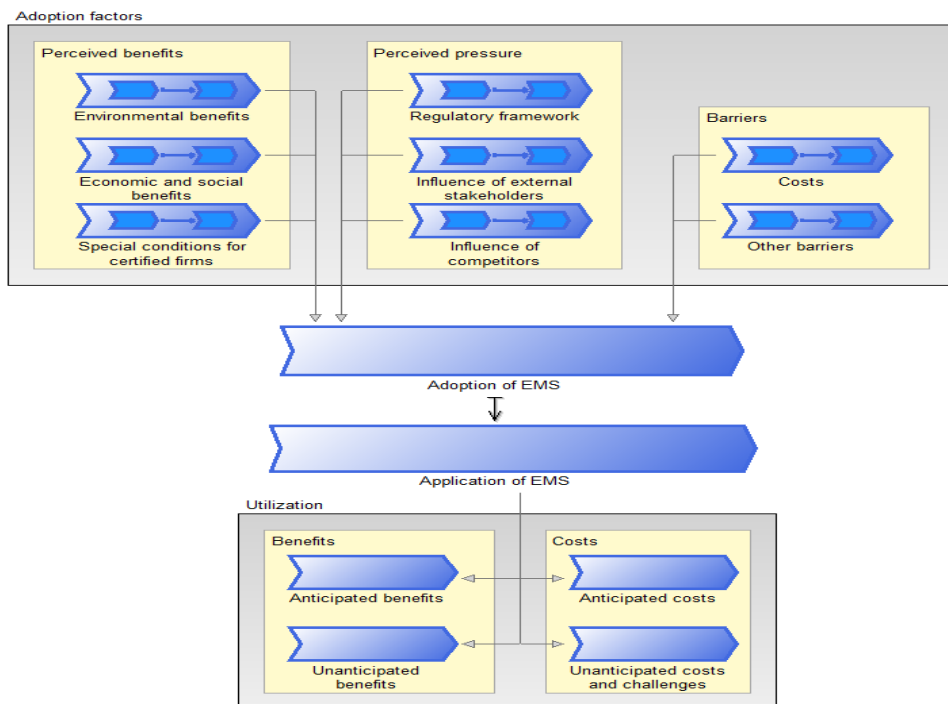 Adoption factors
Perceived benefits
Environmental benefits
Economic and social
benefits
Special conditions for
certified firms
Perceived pressure
Regulatory framework
Influence of external
stakeholders
Influence of
competitors
Barriers
Costs
Other barriers
Adoption of EMS
Application of EMS
Utilization
Benefits
Anticipated benefits
Unanticipated
benefits
Costs
Anticipated costs
Unanticipated costs
and challenges